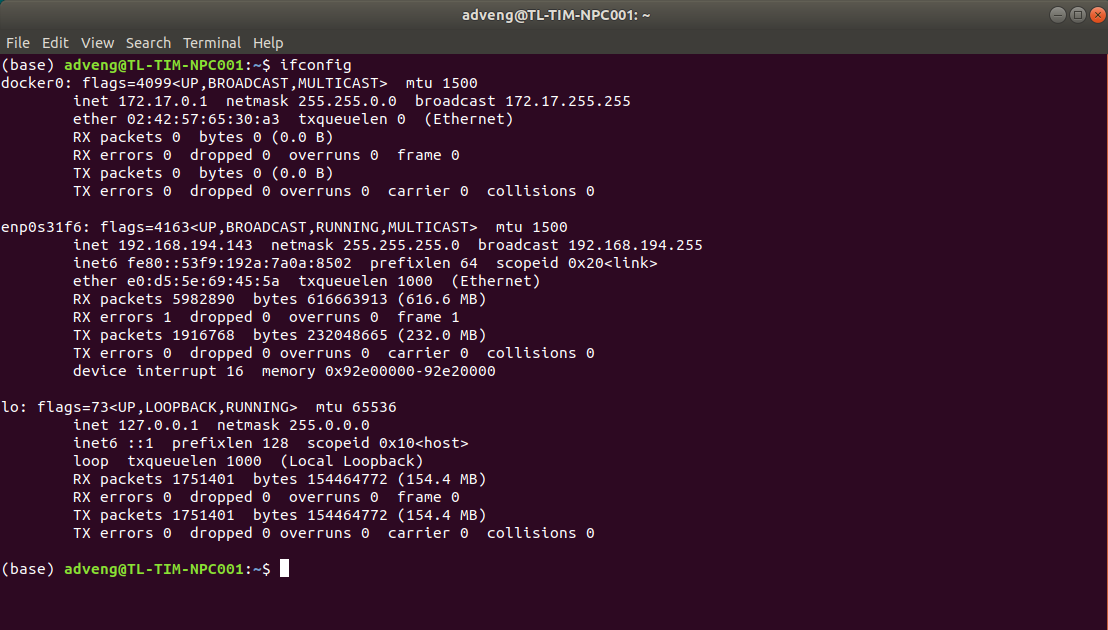 adveng@TL-TIM-NPC001: ~
File Edit View Search Terminal Help
(base) adveng@TL-TIM-NPC001:~$ ifconfig
docker0: flags=4099<UP,BROADCAST,MULTICAST>  mtu 1500
        inet 172.17.0.1  netmask 255.255.0.0  broadcast 172.17.255.255
        ether 02:42:57:65:30:a3  txqueuelen 0  (Ethernet)
        RX packets 0  bytes 0 (0.0 B)
        RX errors 0  dropped 0  overruns 0  frame 0
        TX packets 0  bytes 0 (0.0 B)
        TX errors 0  dropped 0 overruns 0  carrier 0  collisions 0

enp0s31f6: flags=4163<UP,BROADCAST,RUNNING,MULTICAST>  mtu 1500
        inet 192.168.194.143  netmask 255.255.255.0  broadcast 192.168.194.255
        inet6 fe80::53f9:192a:7a0a:8502  prefixlen 64  scopeid 0x20<link>
        ether e0:d5:5e:69:45:5a  txqueuelen 1000  (Ethernet)
        RX packets 5982890  bytes 616663913 (616.6 MB)
        RX errors 1  dropped 0  overruns 0  frame 1
        TX packets 1916768  bytes 232048665 (232.0 MB)
        TX errors 0  dropped 0 overruns 0  carrier 0  collisions 0
        device interrupt 16  memory 0x92e00000-92e20000

lo: flags=73<UP,LOOPBACK,RUNNING>  mtu 65536
        inet 127.0.0.1  netmask 255.0.0.0
        inet6 ::1  prefixlen 128  scopeid 0x10<host>
        loop  txqueuelen 1000  (Local Loopback)
        RX packets 1751401  bytes 154464772 (154.4 MB)
        RX errors 0  dropped 0  overruns 0  frame 0
        TX packets 1751401  bytes 154464772 (154.4 MB)
        TX errors 0  dropped 0 overruns 0  carrier 0  collisions 0

(base) adveng@TL-TIM-NPC001:~$